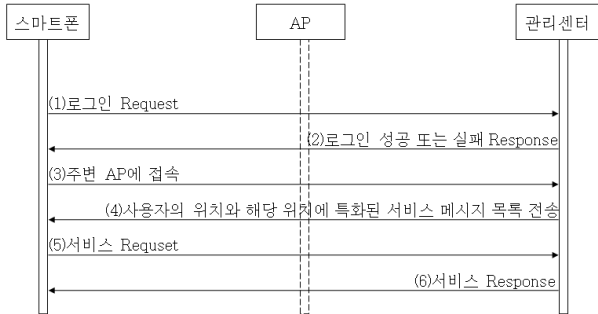 스마트폰
AP
관리센터
(1)로그인 Request
(2)로그인 성공 또는 실패 Response
(3)주변 AP에 접속
(4)사용자의 위치와 해당 위치에 특화된 서비스 메시지 목록 전송
(5)서비스 Requset
(6)서비스 Response